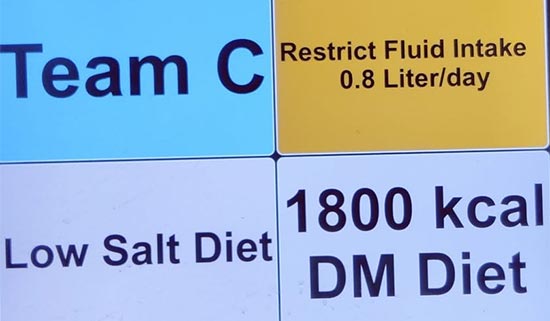 Team C
Restrict Fluid Intake
0.8 Liter/day
Low Salt Diet
1800 kcal
DM Diet